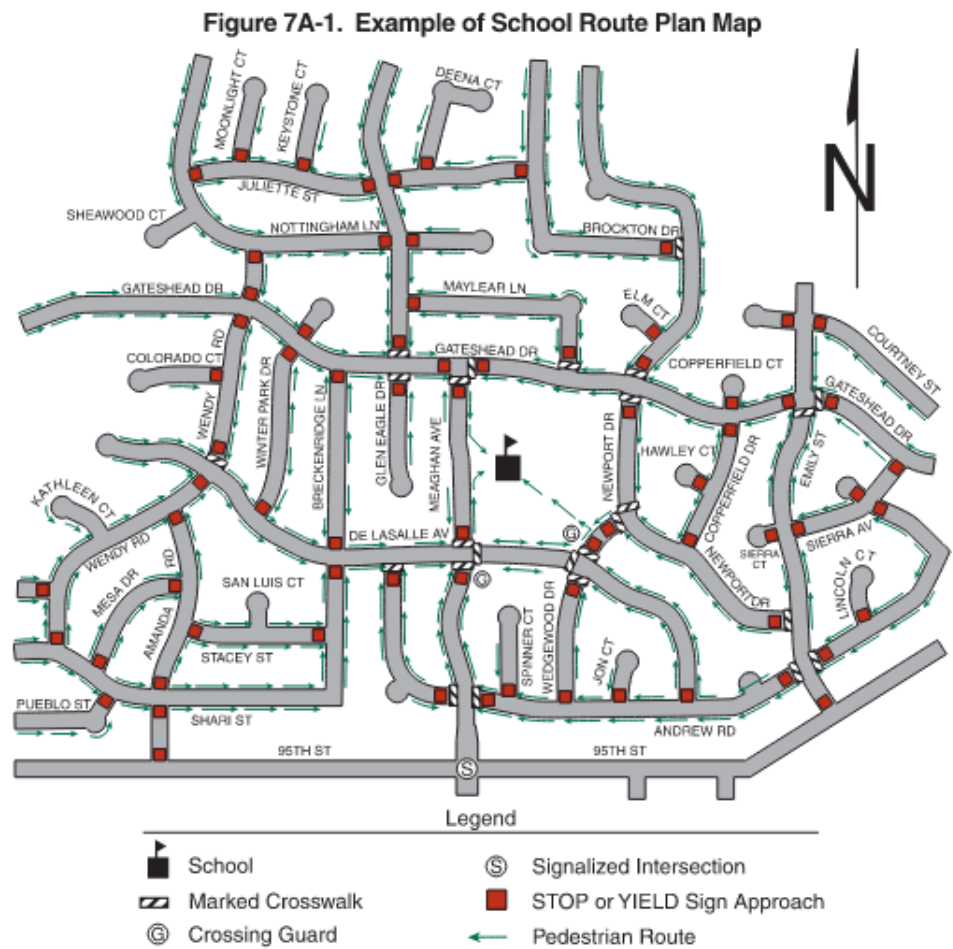 Figure 7A-1. Example of School Route Plan Map
MOONLIGHT CT
KEYSTONE CT
DEENA CT
N
JULIETTE ST
SHEAWOOD CT
NOTTINGHAM LN
BROCKTON DR
GATESHEAD DR
MAYLEAR LN
ELM CT
COURTNEY ST
COLORADO CT
WENDY RD
WINTER PARK DR
GATESHEAD DR
COPPERFIELD CT
GATESHEAD DR
BRECKENRIDGE LN
GLEN EAGLE DR
MEAGHAN AVE
NEWPORT DR
HAWLEY CT
COPPERFIELD DR
EMILY ST
KATHLEEN CT
WENDY RD
DE LASALLE AV
G
SIERRA AV
SIERRA CT
MESA DR
AMANDA RD
SAN LUIS CT
G
NEWPORT DR
LINCOLN CT
STACEY ST
SPINNER CT
WEDGEWOOD DR
JON CT
PUEBLO ST
SHARI ST
ANDREW RD
95TH ST
95TH ST
S
Legend
School
S Signalized Intersection
Marked Crosswalk
STOP or YIELD Sign Approach
G Crossing Guard
Pedestrian Route